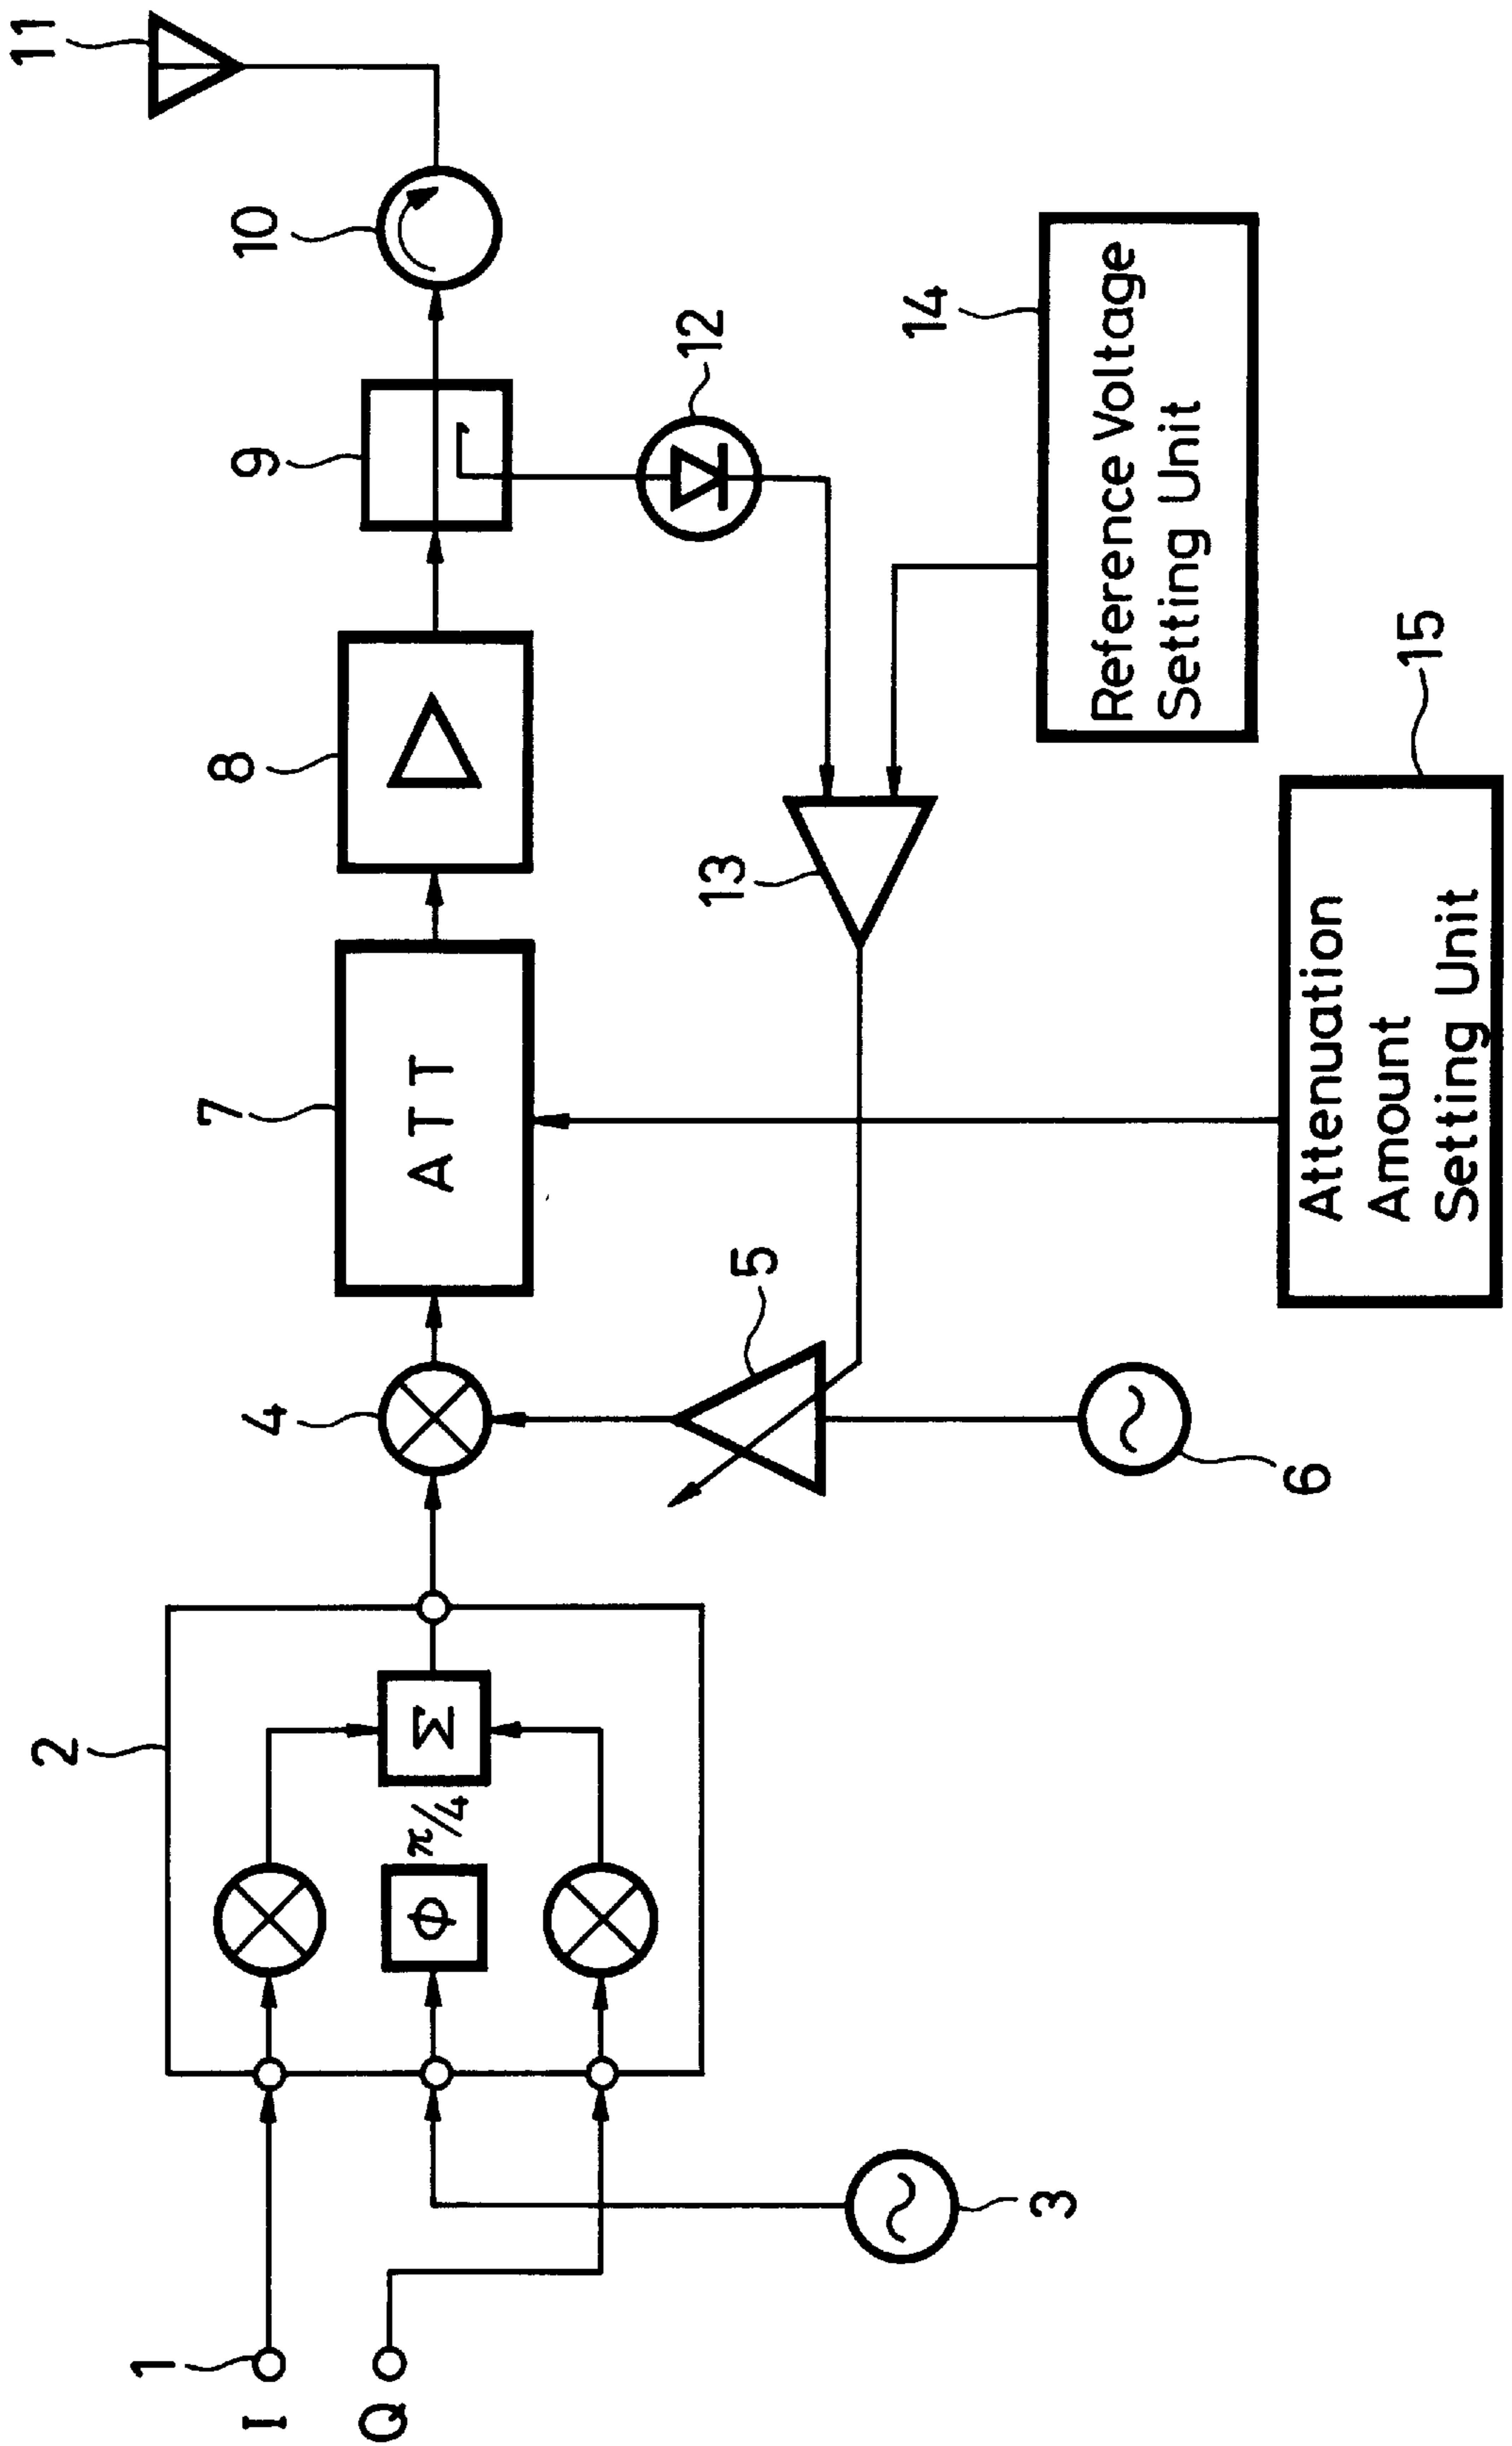 1
I
Q
2
Φ
π/4
Σ
3
4
5
6
7
ATT
8
9
10
11
12
13
14
Reference Voltage
Setting Unit
15
Attenuation
Amount
Setting Unit